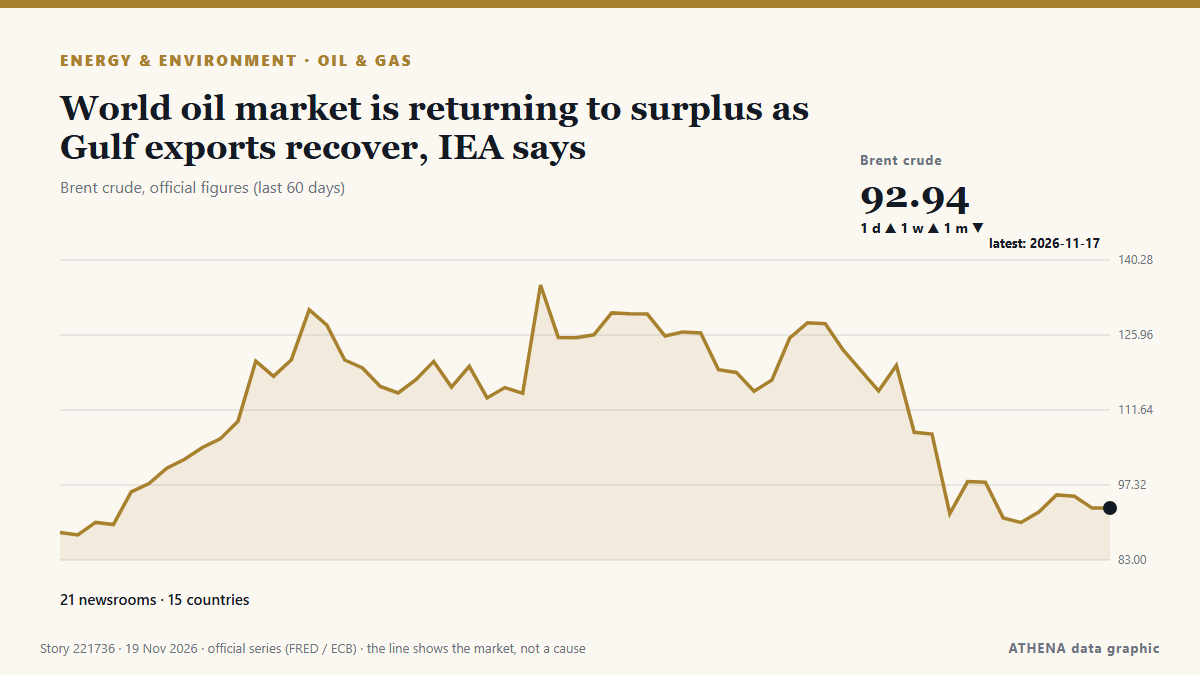 ENERGY & ENVIRONMENT · OIL & GAS
World oil market is returning to surplus as
Gulf exports recover, IEA says
Brent crude, official figures (last 60 days)
Brent crude
92.94
1 d ▲ 1 w ▲ 1 m ▼
latest: 2026-11-17
140.28
125.96
111.64
97.32
83.00
21 newsrooms · 15 countries
Story 221736 · 19 Nov 2026 · official series (FRED / ECB) · the line shows the market, not a cause
ATHENA data graphic